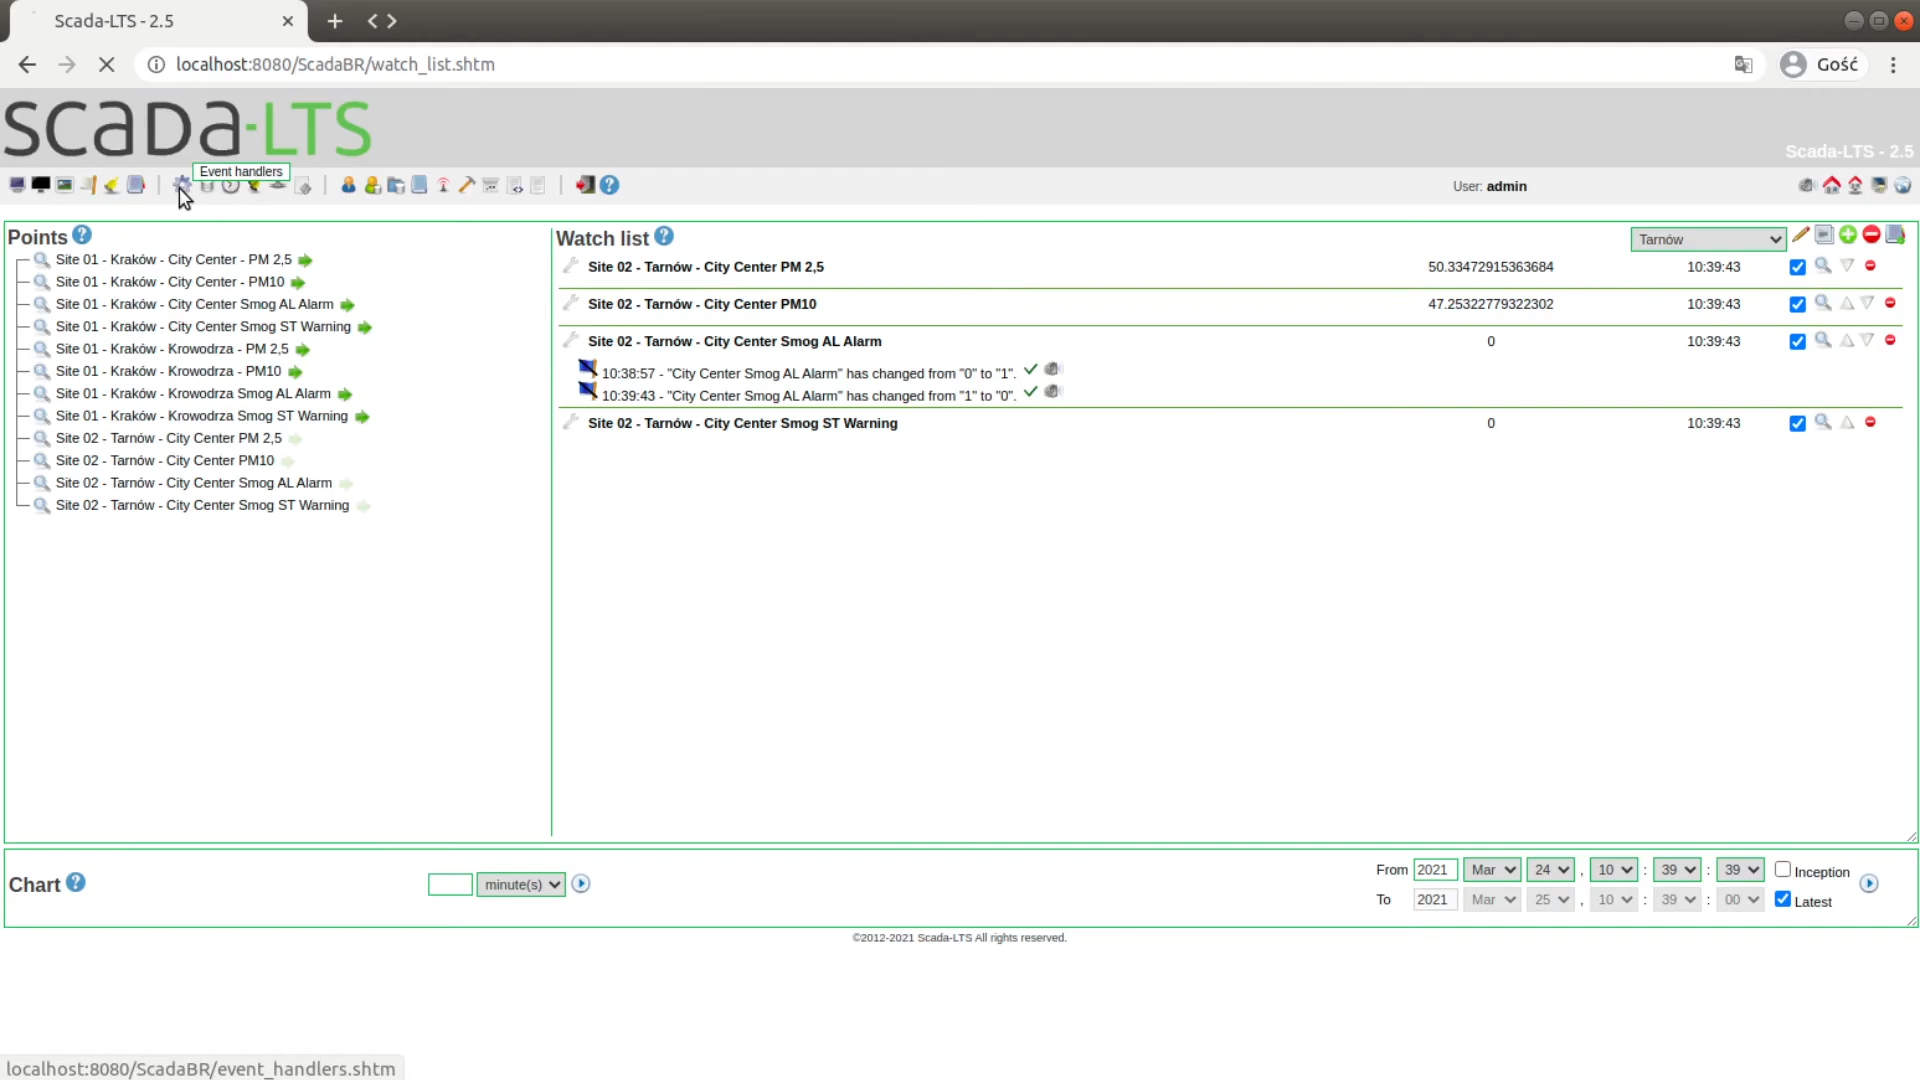 Scada-LTS - 2.5
localhost:8080/ScadaBR/watch_list.shtm
Gość
SCADA-LTS
Scada-LTS - 2.5
Event handlers
User: admin
Points
Site 01 - Kraków - City Center - PM 2,5
Site 01 - Kraków - City Center - PM10
Site 01 - Kraków - City Center Smog AL Alarm
Site 01 - Kraków - City Center Smog ST Warning
Site 01 - Kraków - Krowodrza - PM 2,5
Site 01 - Kraków - Krowodrza - PM10
Site 01 - Kraków - Krowodrza Smog AL Alarm
Site 01 - Kraków - Krowodrza Smog ST Warning
Site 02 - Tarnów - City Center PM 2,5
Site 02 - Tarnów - City Center PM10
Site 02 - Tarnów - City Center Smog AL Alarm
Site 02 - Tarnów - City Center Smog ST Warning
Watch list
Tarnów
Site 02 - Tarnów - City Center PM 2,5 50.33472915363684 10:39:43
Site 02 - Tarnów - City Center PM10 47.25322779322302 10:39:43
Site 02 - Tarnów - City Center Smog AL Alarm 0 10:39:43
10:38:57 - "City Center Smog AL Alarm" has changed from "0" to "1".
10:39:43 - "City Center Smog AL Alarm" has changed from "1" to "0".
Site 02 - Tarnów - City Center Smog ST Warning 0 10:39:43
Chart
minute(s)
From 2021 Mar 24 , 10 : 39 : 39 Inception
To 2021 Mar 25 , 10 : 39 : 00 Latest
©2012-2021 Scada-LTS All rights reserved.
localhost:8080/ScadaBR/event_handlers.shtm